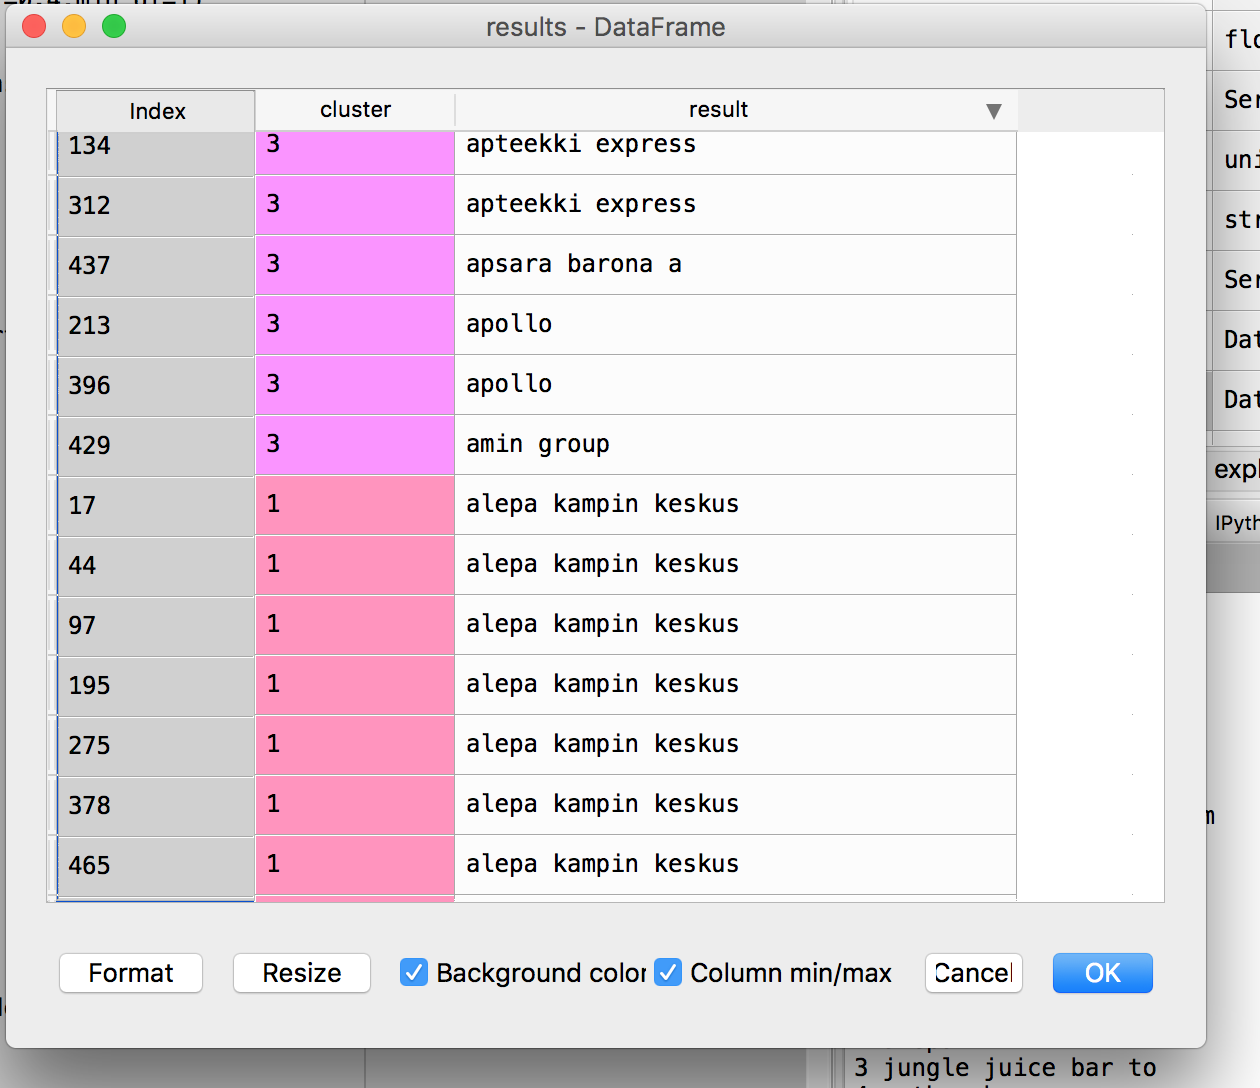 results - DataFrame
Index cluster result
134 3 apteekki express
312 3 apteekki express
437 3 apsara barona a
213 3 apollo
396 3 apollo
429 3 amin group
17 1 alepa kampin keskus
44 1 alepa kampin keskus
97 1 alepa kampin keskus
195 1 alepa kampin keskus
275 1 alepa kampin keskus
378 1 alepa kampin keskus
465 1 alepa kampin keskus
Format Resize Background color Column min/max Cancel OK
flo
Ser
uni
str
Ser
Dat
Dat
expl
IPyth
3 jungle juice bar to